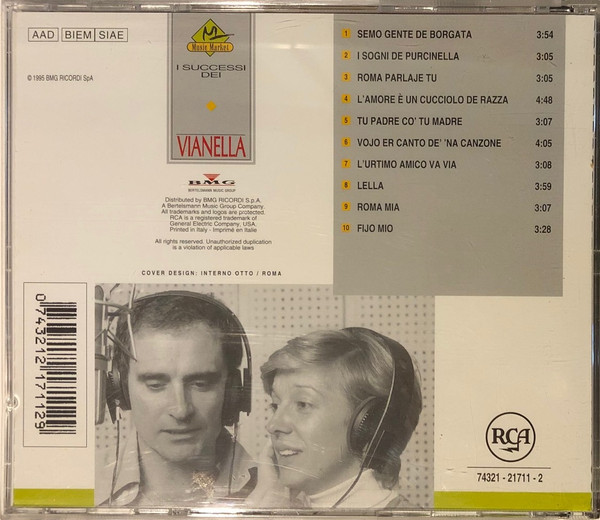 AAD BIEM SIAE
© 1995 BMG RICORDI SpA
Music Market
I SUCCESSI
DEI
VIANELLA
BMG
BERTELSMANN MUSIC GROUP
Distributed by BMG RICORDI S.p.A.
A Bertelsmann Music Group Company.
All trademarks and logos are protected.
RCA is a registered trademark of
General Electric Company, USA.
Printed in Italy - Imprimé en Italie
All rights reserved. Unauthorized duplication
is a violation of applicable laws
COVER DESIGN: INTERNO OTTO / ROMA
1 SEMO GENTE DE BORGATA 3:54
2 I SOGNI DE PURCINELLA 3:05
3 ROMA PARLAJE TU 3:05
4 L'AMORE È UN CUCCIOLO DE RAZZA 4:48
5 TU PADRE CO' TU MADRE 3:07
6 VOJO ER CANTO DE' 'NA CANZONE 4:05
7 L'URTIMO AMICO VA VIA 3:08
8 LELLA 3:59
9 ROMA MIA 3:07
10 FIJO MIO 3:28
0743212171129
RCA
74321 - 21711 - 2